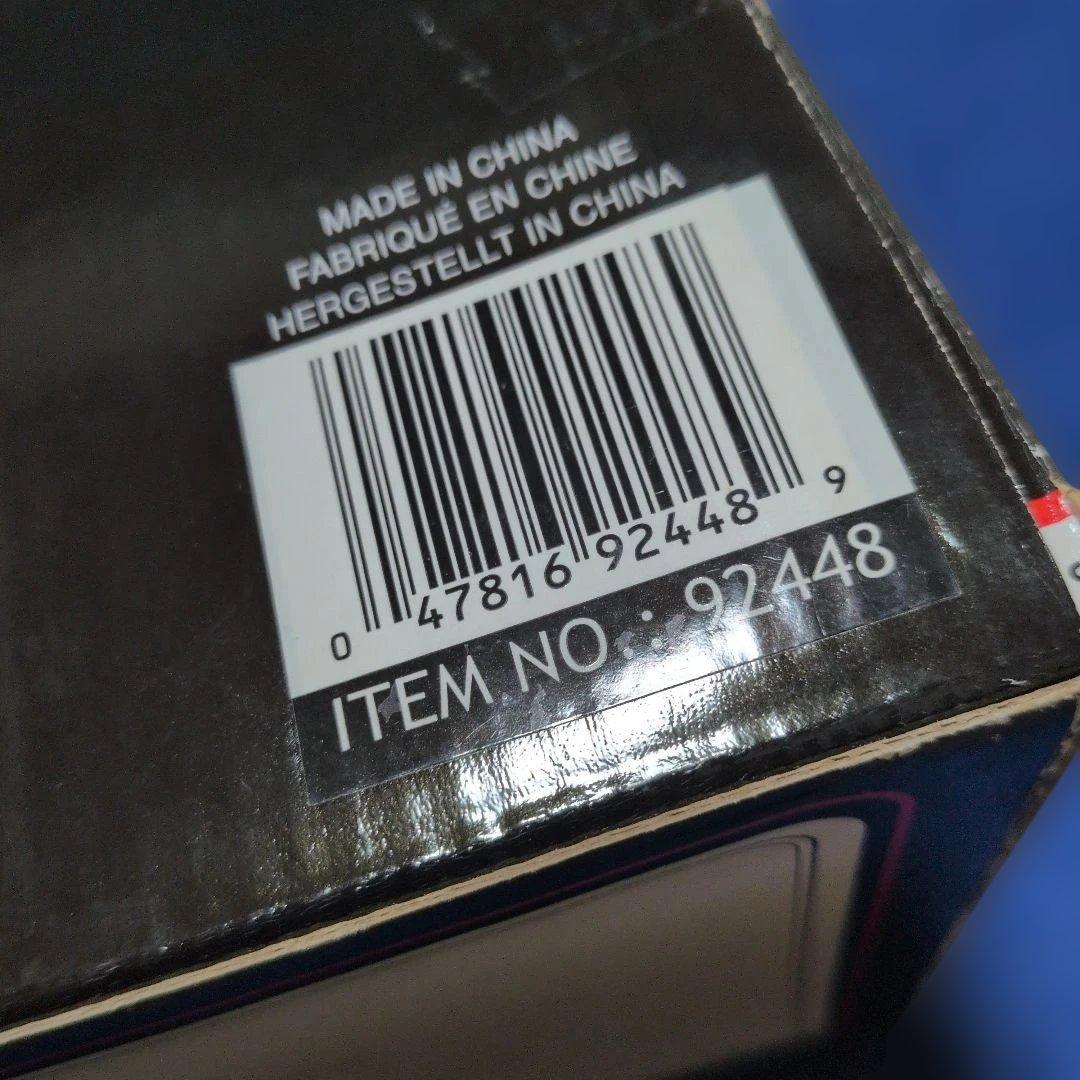 MADE IN CHINA
FABRIQUÉ EN CHINE
HERGESTELLT IN CHINA
0 47816 92448 9
ITEM NO.: 92448